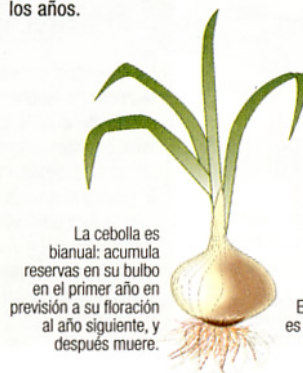 los años.
La cebolla es
bianual: acumula
reservas en su bulbo
en el primer año en
previsión a su floración
al año siguiente, y
después muere.
E
es